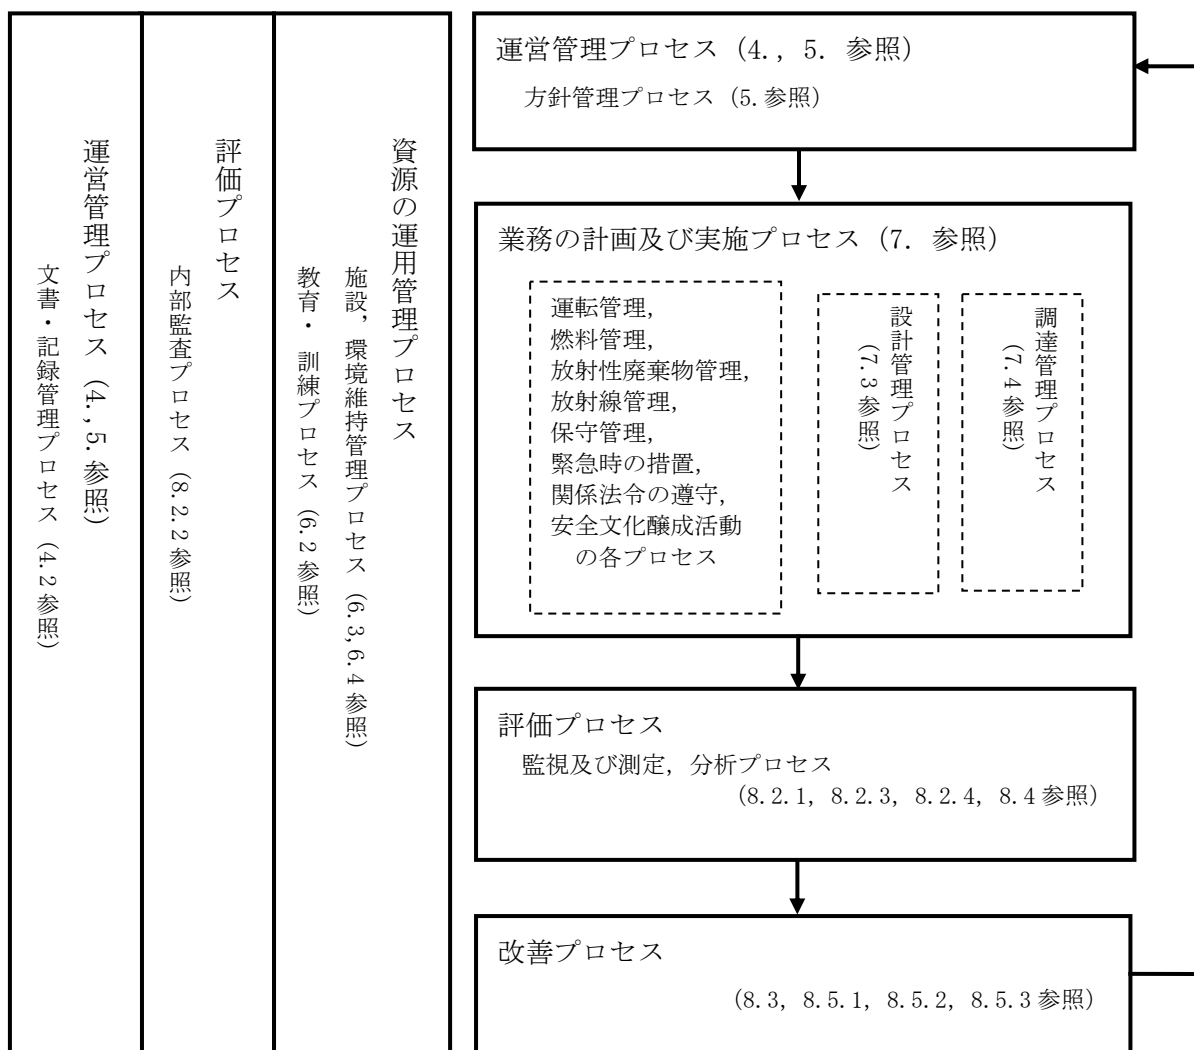 運営管理プロセス (4., 5. 参照)
文書・記録管理プロセス (4.2参照)
評価プロセス
内部監査プロセス (8.2.2参照)
資源の運用管理プロセス
施設, 環境維持管理プロセス (6.3,6.4参照)
教育・訓練プロセス (6.2参照)
運営管理プロセス (4., 5. 参照)
方針管理プロセス (5.参照)
業務の計画及び実施プロセス (7. 参照)
運転管理,
燃料管理,
放射性廃棄物管理,
放射線管理,
保守管理,
緊急時の措置,
関係法令の遵守,
安全文化醸成活動
の各プロセス
設計管理プロセス
(7.3参照)
調達管理プロセス
(7.4参照)
評価プロセス
監視及び測定, 分析プロセス
(8.2.1, 8.2.3, 8.2.4, 8.4参照)
改善プロセス
(8.3, 8.5.1, 8.5.2, 8.5.3参照)